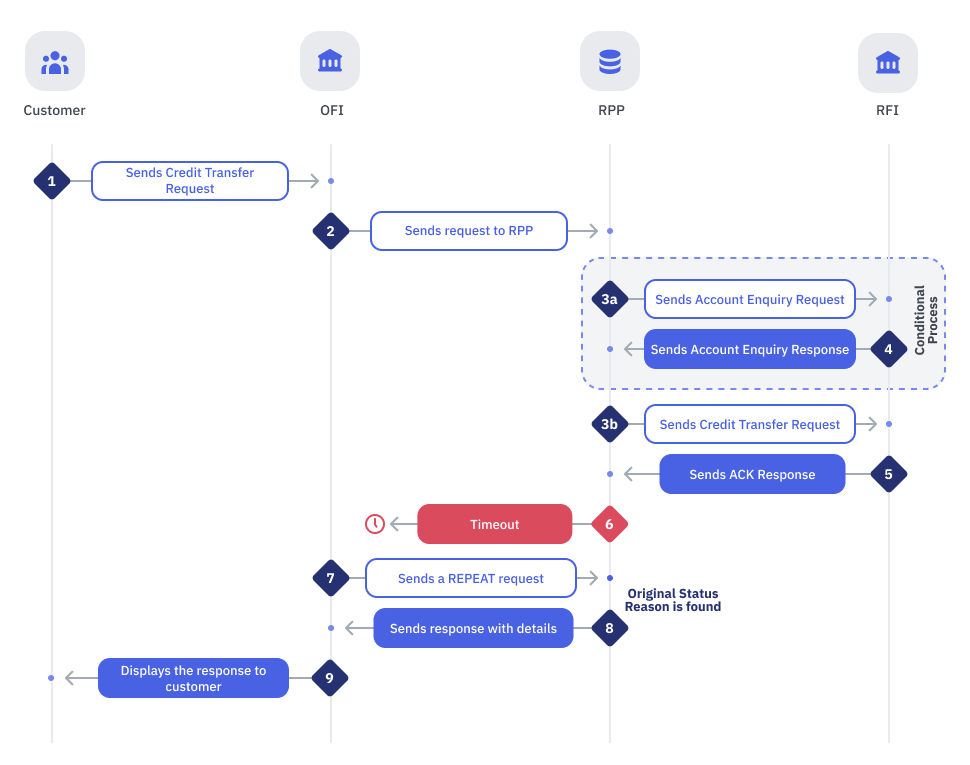 Customer
OFI
RPP
RFI
1
Sends Credit Transfer
Request
2
Sends request to RPP
3a
Sends Account Enquiry Request
Conditional
Process
Sends Account Enquiry Response
4
3b
Sends Credit Transfer Request
Sends ACK Response
5
Timeout
6
7
Sends a REPEAT request
Original Status
Reason is found
Sends response with details
8
Displays the response to
customer
9